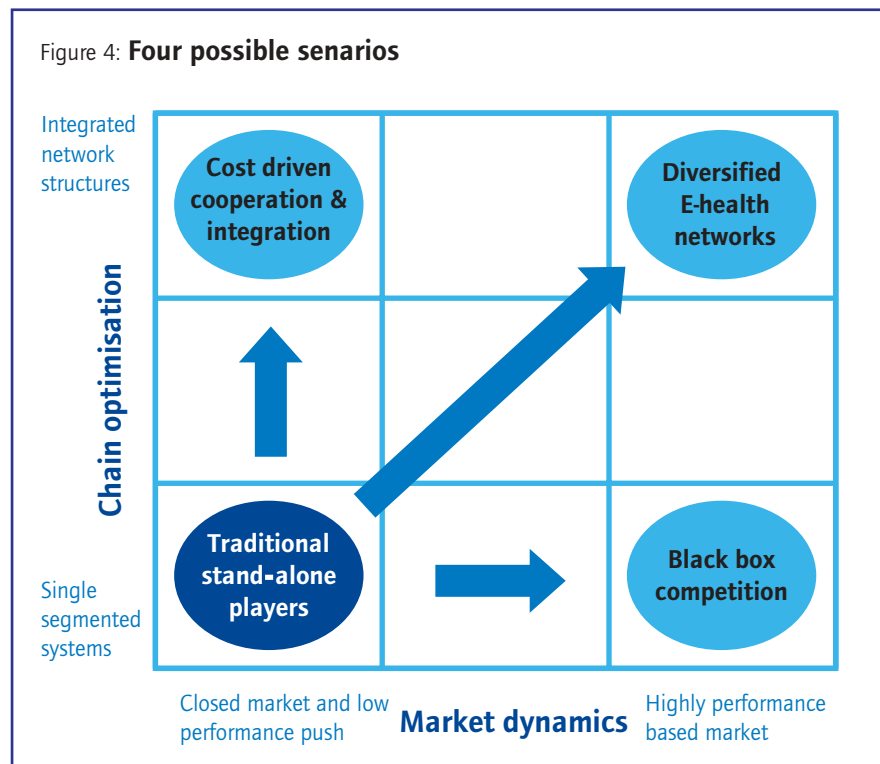 Figure 4: Four possible senarios
Integrated
network
structures
Cost driven
cooperation &
integration
Diversified
E-health
networks
Chain optimisation
Traditional
stand-alone
players
Black box
competition
Single
segmented
systems
Closed market and low
performance push
Market dynamics
Highly performance
based market